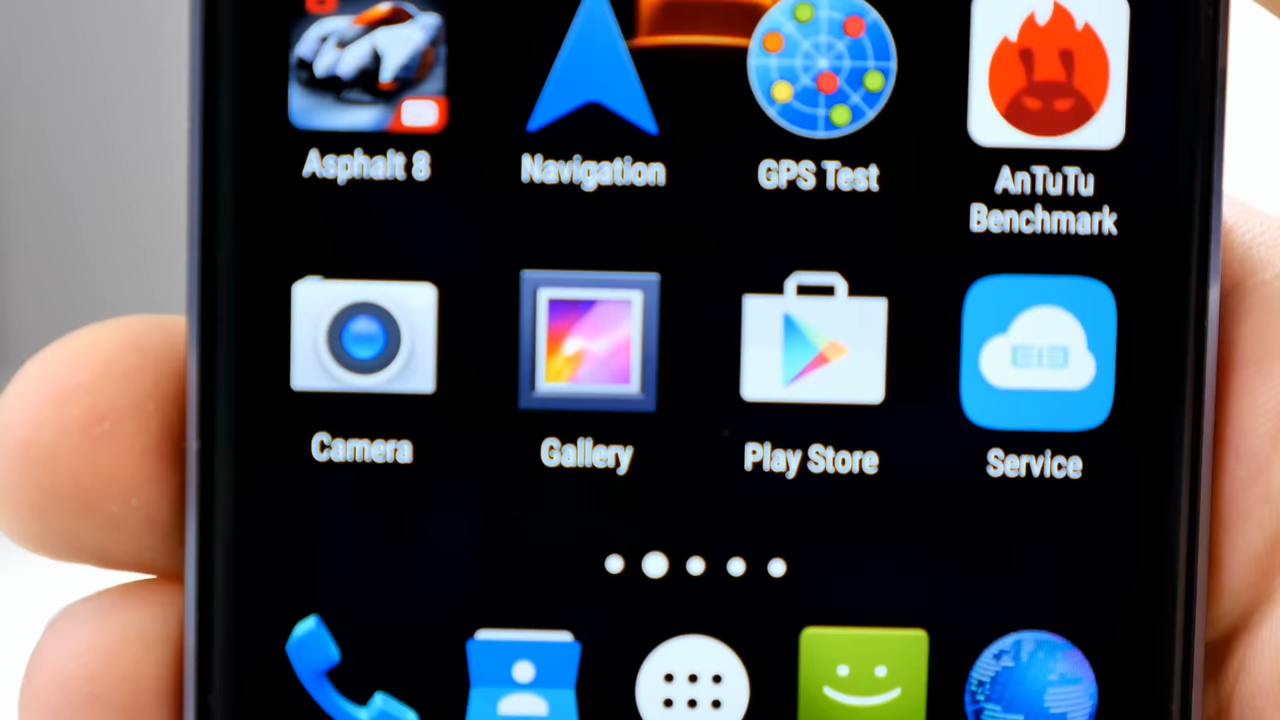 Asphalt 8
Navigation
GPS Test
AnTuTu
Benchmark
Camera
Gallery
Play Store
Service